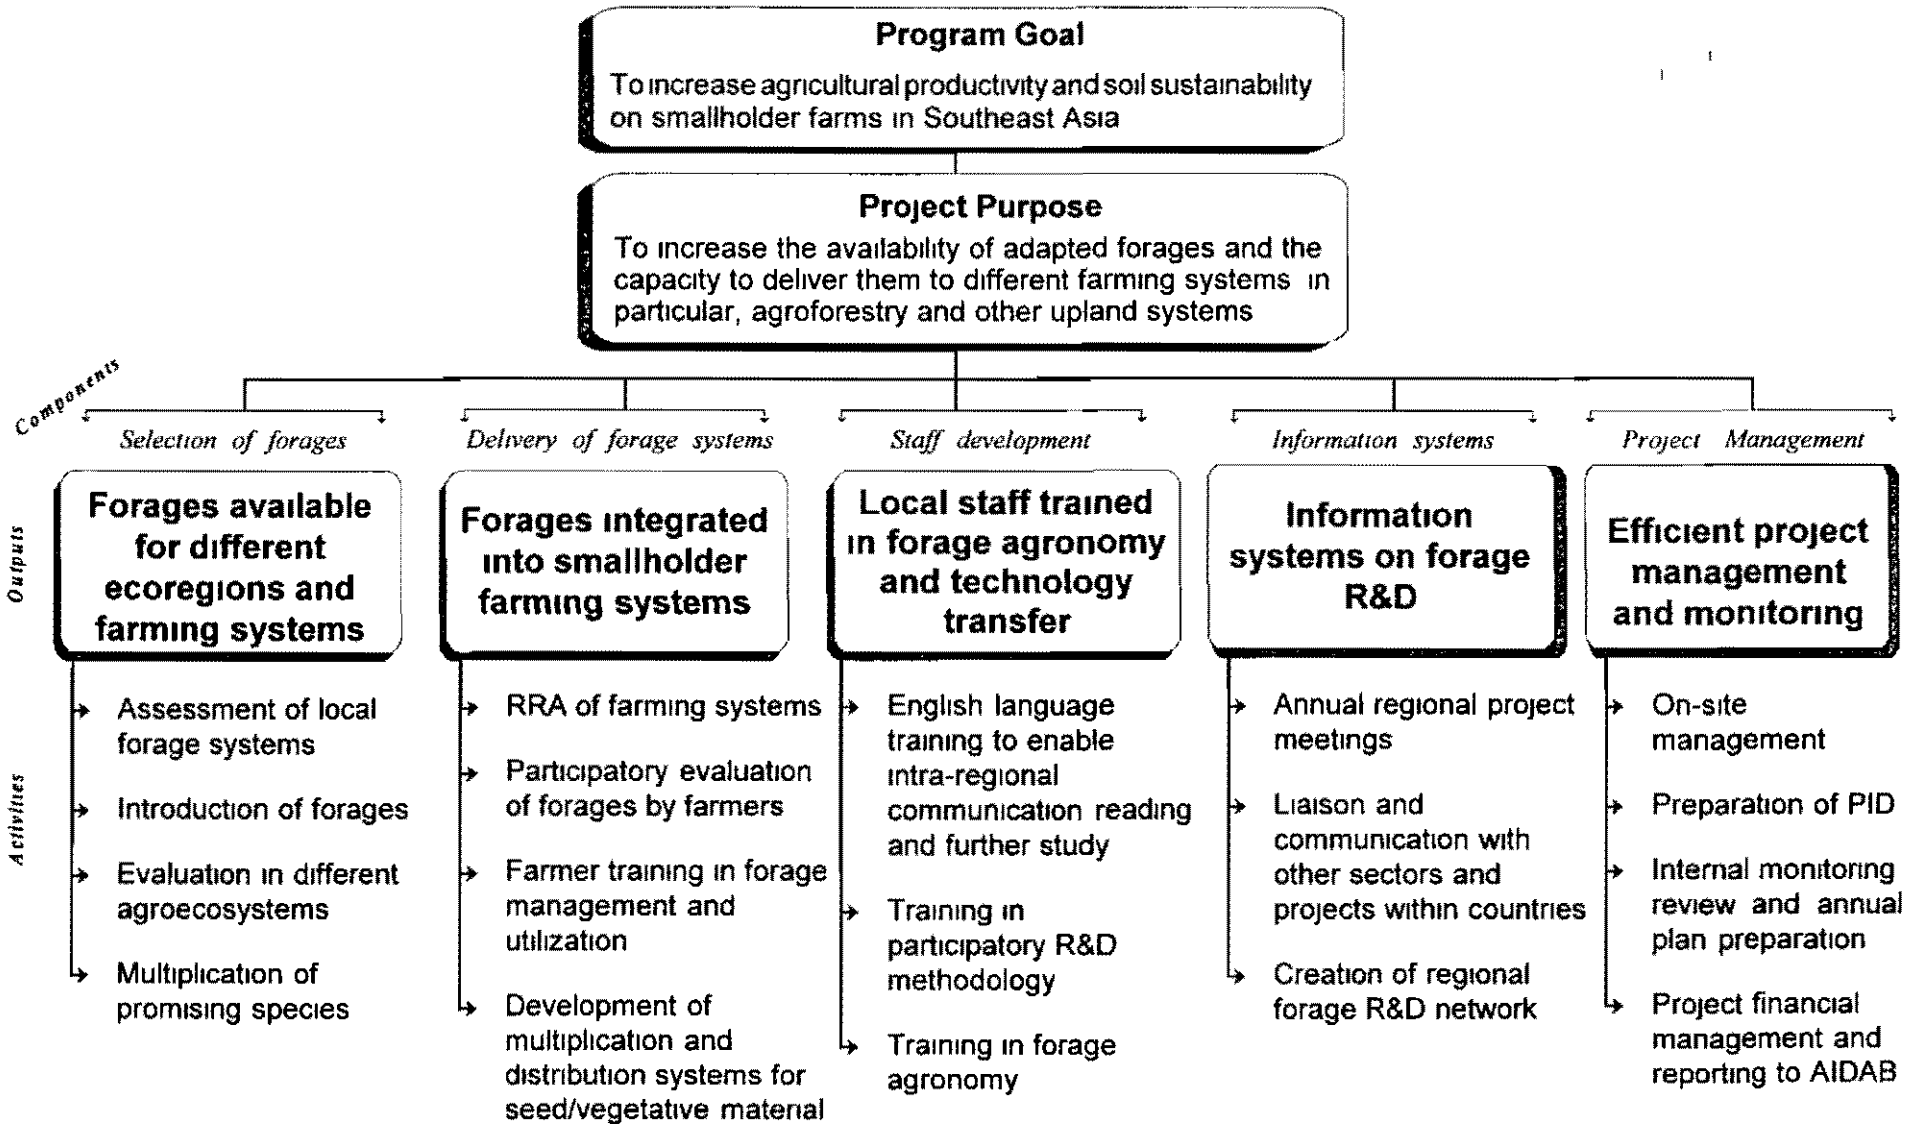 Program Goal
To increase agricultural productivity and soil sustainability
on smallholder farms in Southeast Asia
Project Purpose
To increase the availability of adapted forages and the
capacity to deliver them to different farming systems in
particular, agroforestry and other upland systems
Components
Selection of forages
Delivery of forage systems
Staff development
Information systems
Project Management
Outputs
Forages available
for different
ecoregions and
farming systems
Forages integrated
into smallholder
farming systems
Local staff trained
in forage agronomy
and technology
transfer
Information
systems on forage
R&D
Efficient project
management
and monitoring
Activities
Assessment of local
forage systems
Introduction of forages
Evaluation in different
agroecosystems
Multiplication of
promising species
RRA of farming systems
Participatory evaluation
of forages by farmers
Farmer training in forage
management and
utilization
Development of
multiplication and
distribution systems for
seed/vegetative material
English language
training to enable
intra-regional
communication reading
and further study
Training in
participatory R&D
methodology
Training in forage
agronomy
Annual regional project
meetings
Liaison and
communication with
other sectors and
projects within countries
Creation of regional
forage R&D network
On-site
management
Preparation of PID
Internal monitoring
review and annual
plan preparation
Project financial
management and
reporting to AIDAB